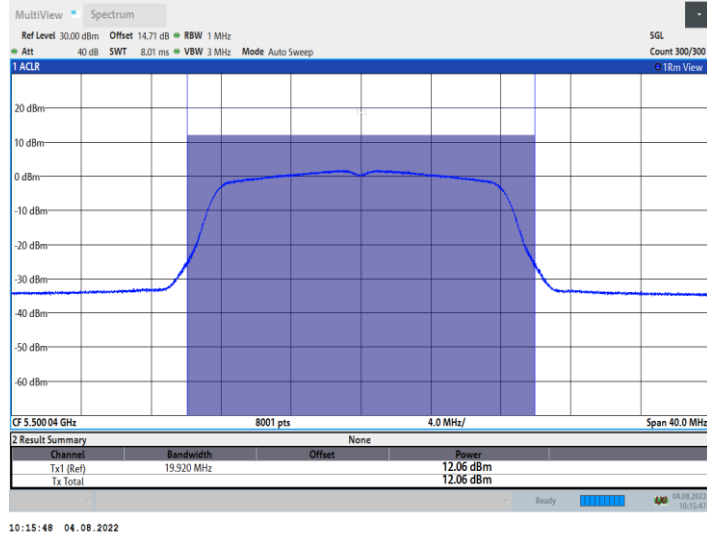 MultiView Spectrum
Ref Level 30.00 dBm Offset 14.71 dB RBW 1 MHz SGL
Att 40 dB SWT 8.01 ms VBW 3 MHz Mode Auto Sweep Count 300/300
1 ACLR 1Rm View
20 dBm
10 dBm
0 dBm
-10 dBm
-20 dBm
-30 dBm
-40 dBm
-50 dBm
-60 dBm
CF 5.500 04 GHz 8001 pts 4.0 MHz/ Span 40.0 MHz
2 Result Summary None
Channel Bandwidth Offset Power
Tx1 (Ref) 19.920 MHz 12.06 dBm
Tx Total 12.06 dBm
Ready 04.08.2022
10:15:47
10:15:48 04.08.2022